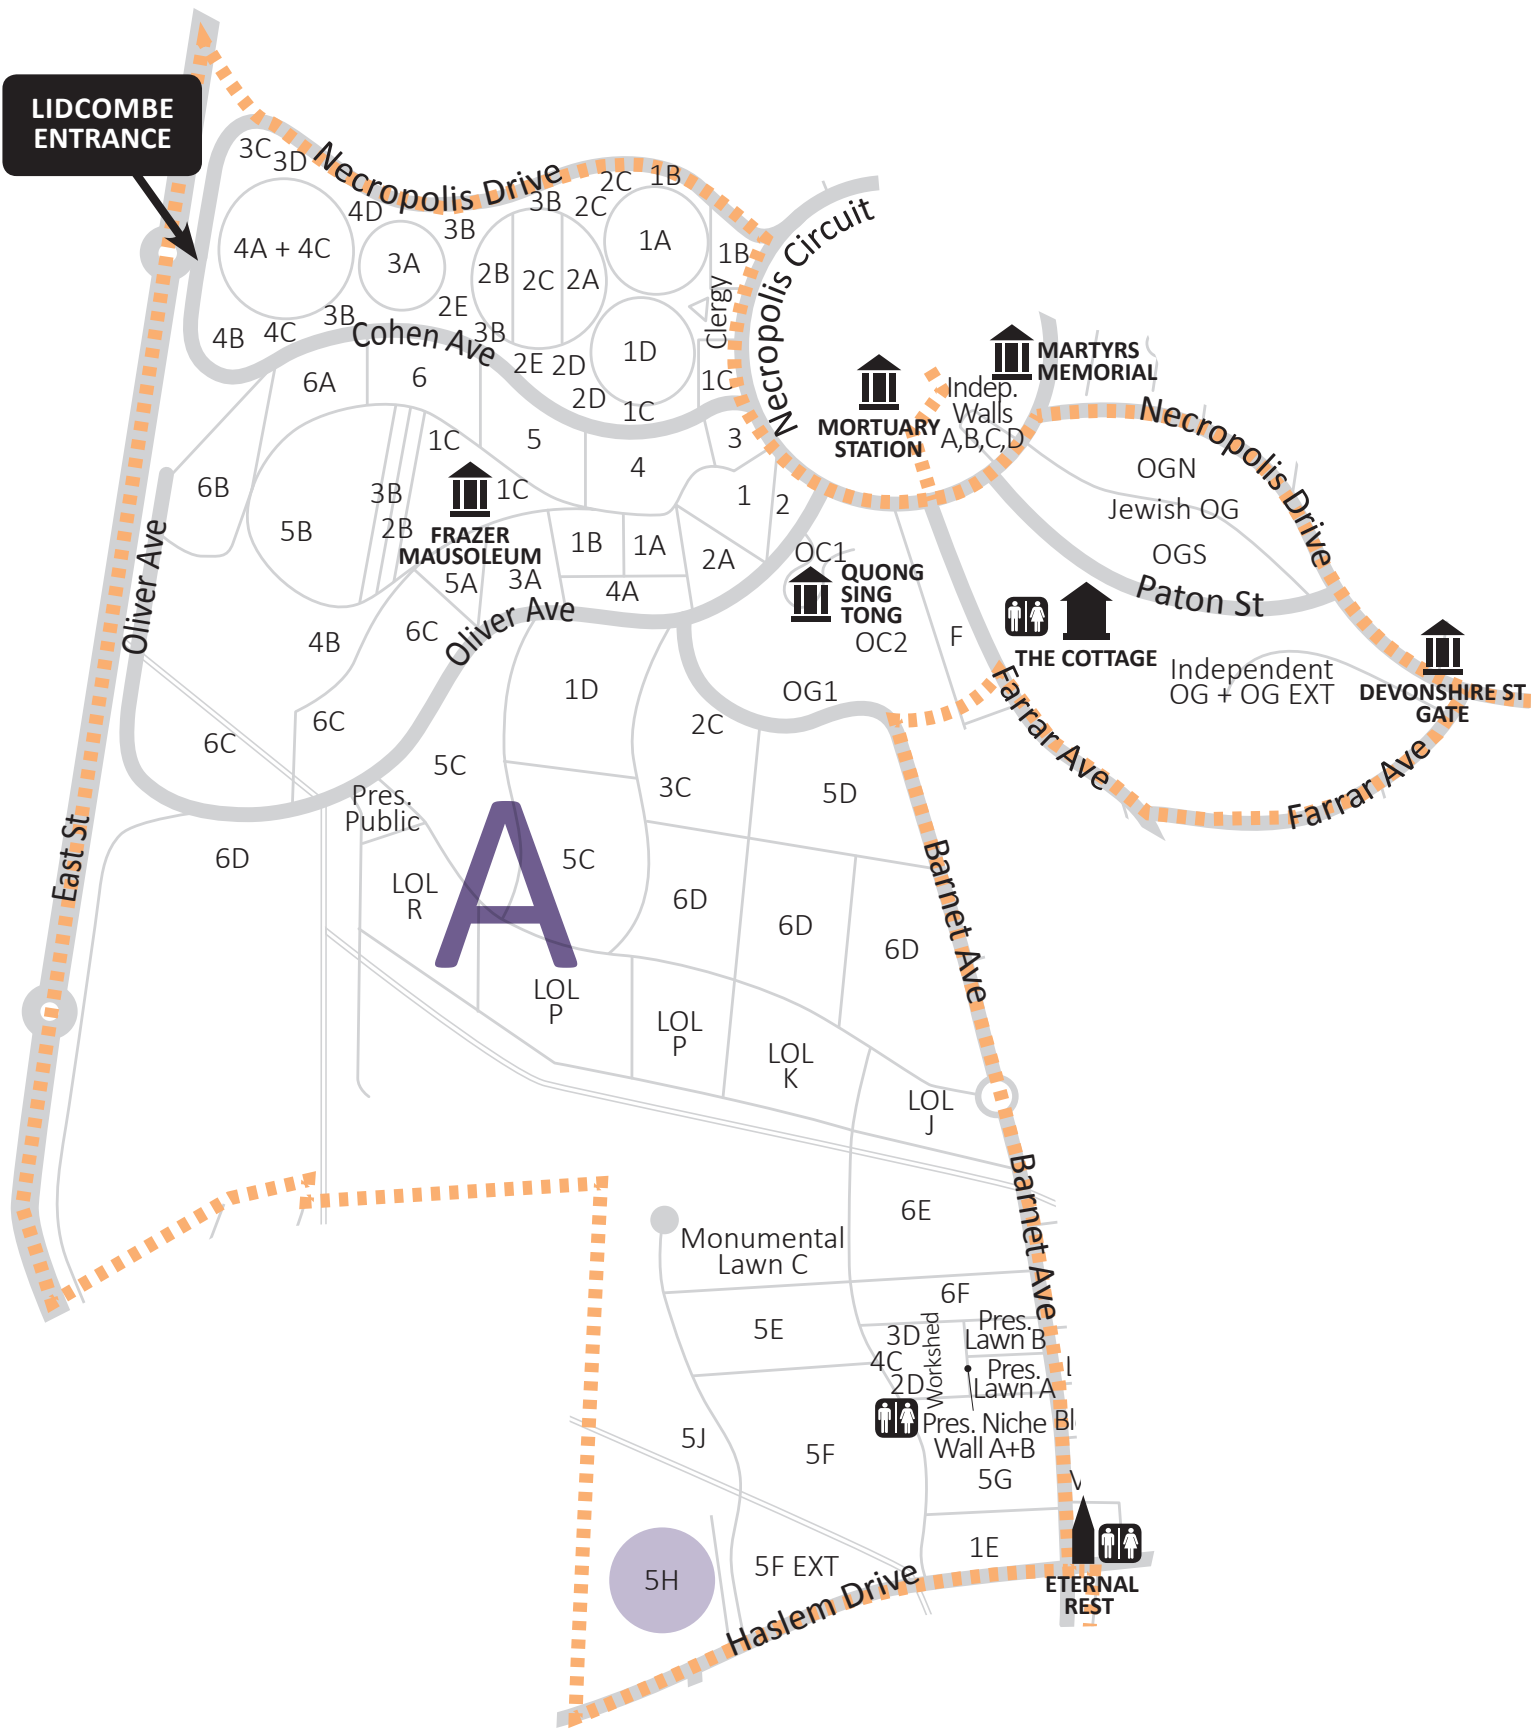 LIDCOMBE
ENTRANCE
3C
3D
Necropolis Drive
2C
1B
4D
3B
2C
3B
4A + 4C
3A
2B
2C
2A
1A
1B
Clergy
Necropolis Circuit
2E
3B
3B
4B
4C
Cohen Ave
2E
2D
1D
2D
1C
1C
MARTYRS
MEMORIAL
MORTUARY
STATION
Indep.
Walls
A,B,C,D
Necropolis Drive
6A
6
1C
5
4
3
OGN
Jewish OG
OGS
6B
5B
3B
2B
1C
FRAZER
MAUSOLEUM
1
2
1B
1A
2A
5A
3A
4A
OC1
QUONG
SING
TONG
OC2
F
Paton St
THE COTTAGE
Independent
OG + OG EXT
DEVONSHIRE ST
GATE
Oliver Ave
4B
6C
Oliver Ave
1D
OG1
6C
6C
2C
Farrar Ave
Farrar Ave
5C
Pres.
Public
3C
5D
East St
6D
LOL
R
A
5C
6D
6D
6D
Barnet Ave
LOL
P
LOL
P
LOL
K
LOL
J
Barnet Ave
6E
Monumental
Lawn C
6F
5E
3D
4C
2D
Workshed
Pres.
Lawn B
Pres.
Lawn A
Pres. Niche
Wall A+B
Bl
5J
5F
5G
5H
5F EXT
1E
Haslem Drive
ETERNAL
REST